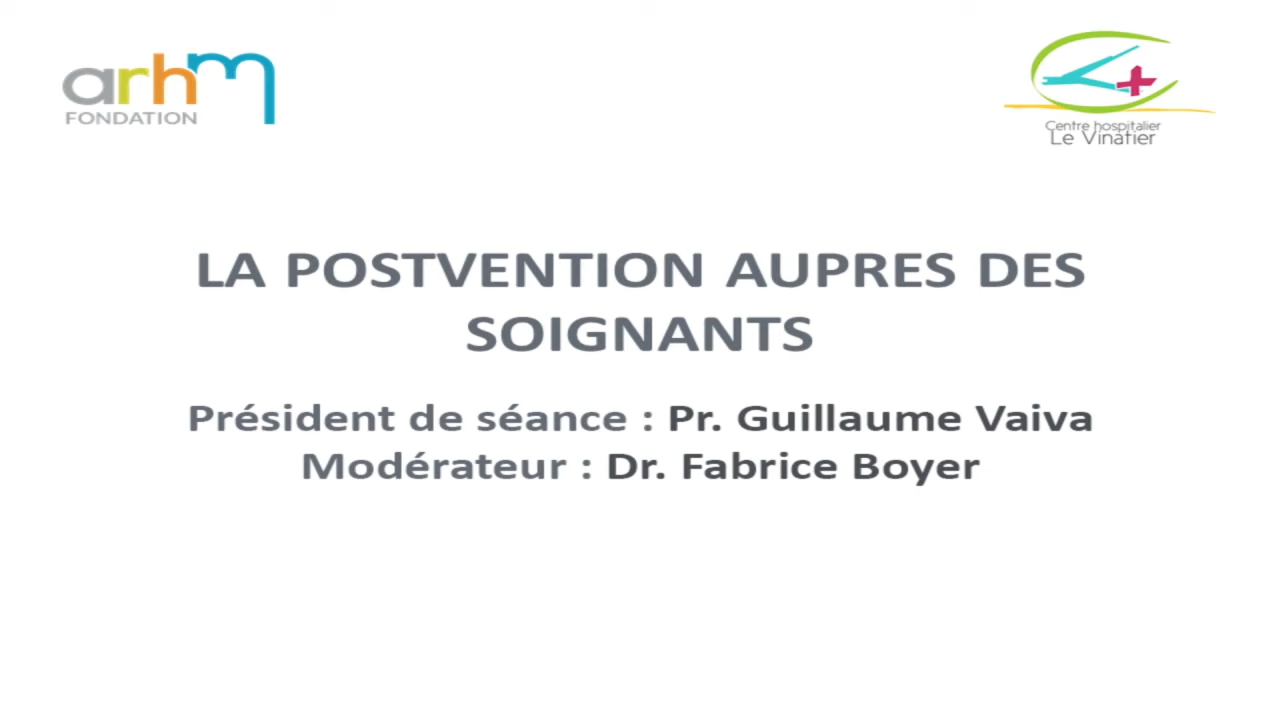 arhm
FONDATION
Centre hospitalier
Le Vinatier
LA POSTVENTION AUPRES DES
SOIGNANTS
Président de séance : Pr. Guillaume Vaiva
Modérateur : Dr. Fabrice Boyer